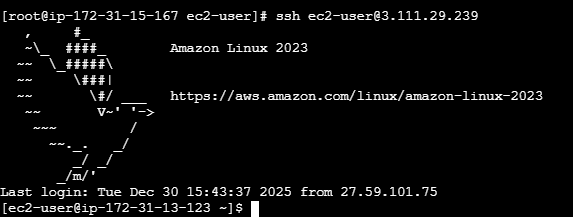 [root@ip-172-31-15-167 ec2-user]# ssh ec2-user@3.111.29.239
   ,     #_
   ~\_  ####_        Amazon Linux 2023
  ~~  \_#####\
  ~~     \###|
  ~~       \#/ ___   https://aws.amazon.com/linux/amazon-linux-2023
   ~~       V~' '->
    ~~~         /
      ~~._.   _/
         _/ _/
       _/m/'
Last login: Tue Dec 30 15:43:37 2025 from 27.59.101.75
[ec2-user@ip-172-31-13-123 ~]$